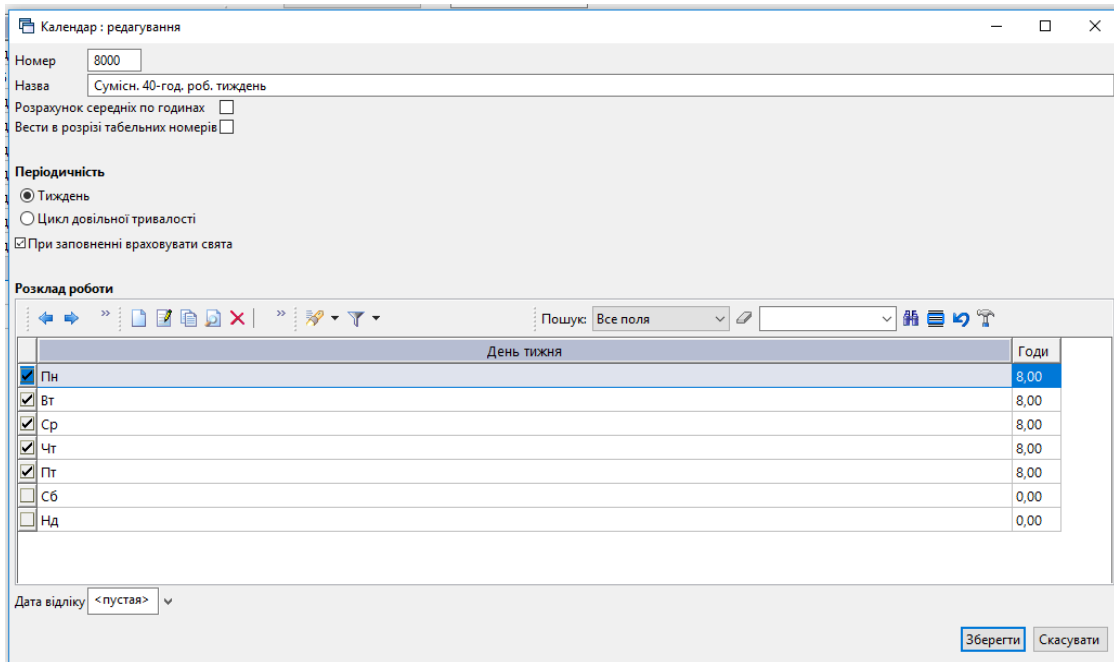 Календар : редагування
Номер 8000
Назва Сумісн. 40-год. роб. тиждень
Розрахунок середніх по годинах
Вести в розрізі табельних номерів
Періодичність
Тиждень
Цикл довільної тривалості
При заповненні враховувати свята
Розклад роботи
Пошук: Все поля
День тижня Годи
Пн 8,00
Вт 8,00
Ср 8,00
Чт 8,00
Пт 8,00
Сб 0,00
Нд 0,00
Дата відліку <пустая>
Зберегти Скасувати